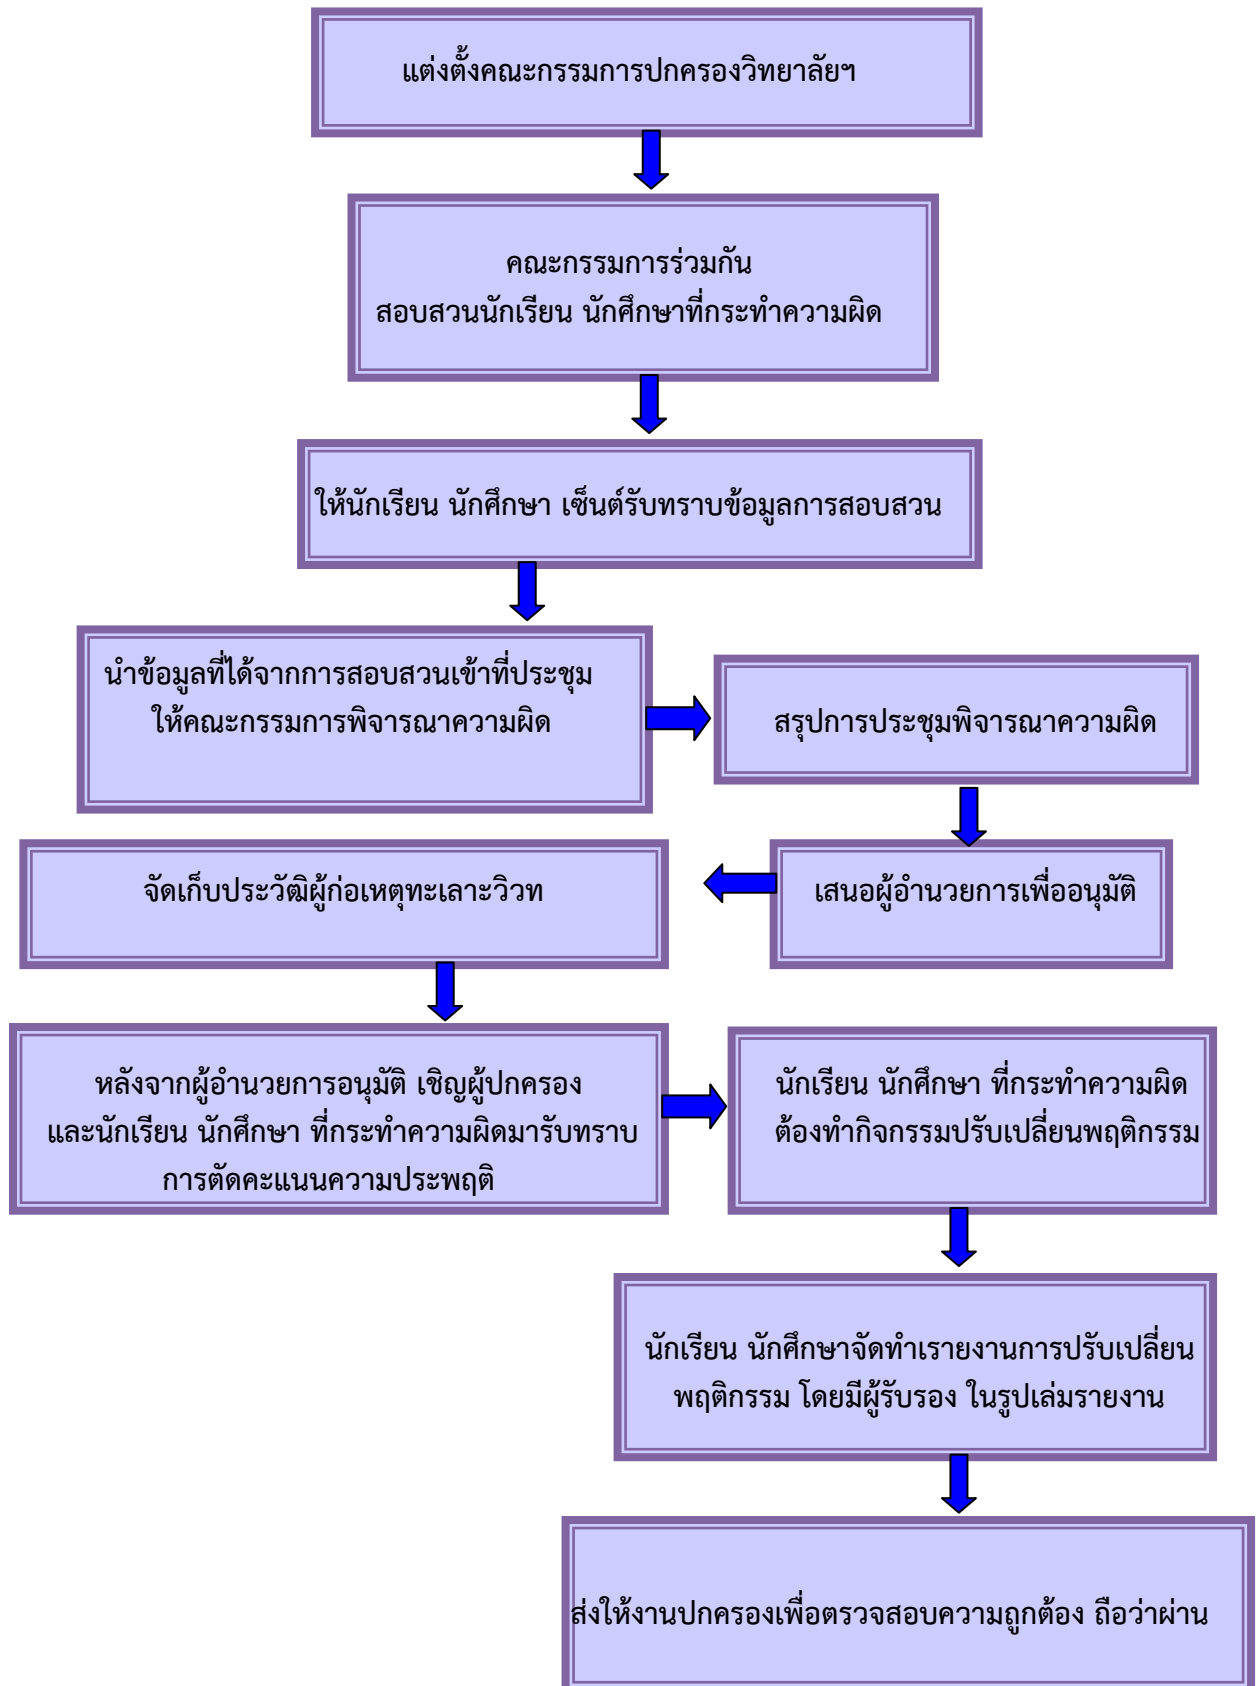 แต่งตั้งคณะกรรมการปกครองวิทยาลัยฯ
คณะกรรมการร่วมกัน
สอบสวนนักเรียน นักศึกษาที่กระทำความผิด
ให้นักเรียน นักศึกษา เซ็นต์รับทราบข้อมูลการสอบสวน
นำข้อมูลที่ได้จากการสอบสวนเข้าที่ประชุม
ให้คณะกรรมการพิจารณาความผิด
สรุปการประชุมพิจารณาความผิด
เสนอผู้อำนวยการเพื่ออนุมัติ
จัดเก็บประวัฒิผู้ก่อเหตุทะเลาะวิวท
หลังจากผู้อำนวยการอนุมัติ เชิญผู้ปกครอง
และนักเรียน นักศึกษา ที่กระทำความผิดมารับทราบ
การตัดคะแนนความประพฤติ
นักเรียน นักศึกษา ที่กระทำความผิด
ต้องทำกิจกรรมปรับเปลี่ยนพฤติกรรม
นักเรียน นักศึกษาจัดทำเรายงานการปรับเปลี่ยน
พฤติกรรม โดยมีผู้รับรอง ในรูปเล่มรายงาน
ส่งให้งานปกครองเพื่อตรวจสอบความถูกต้อง ถือว่าผ่าน